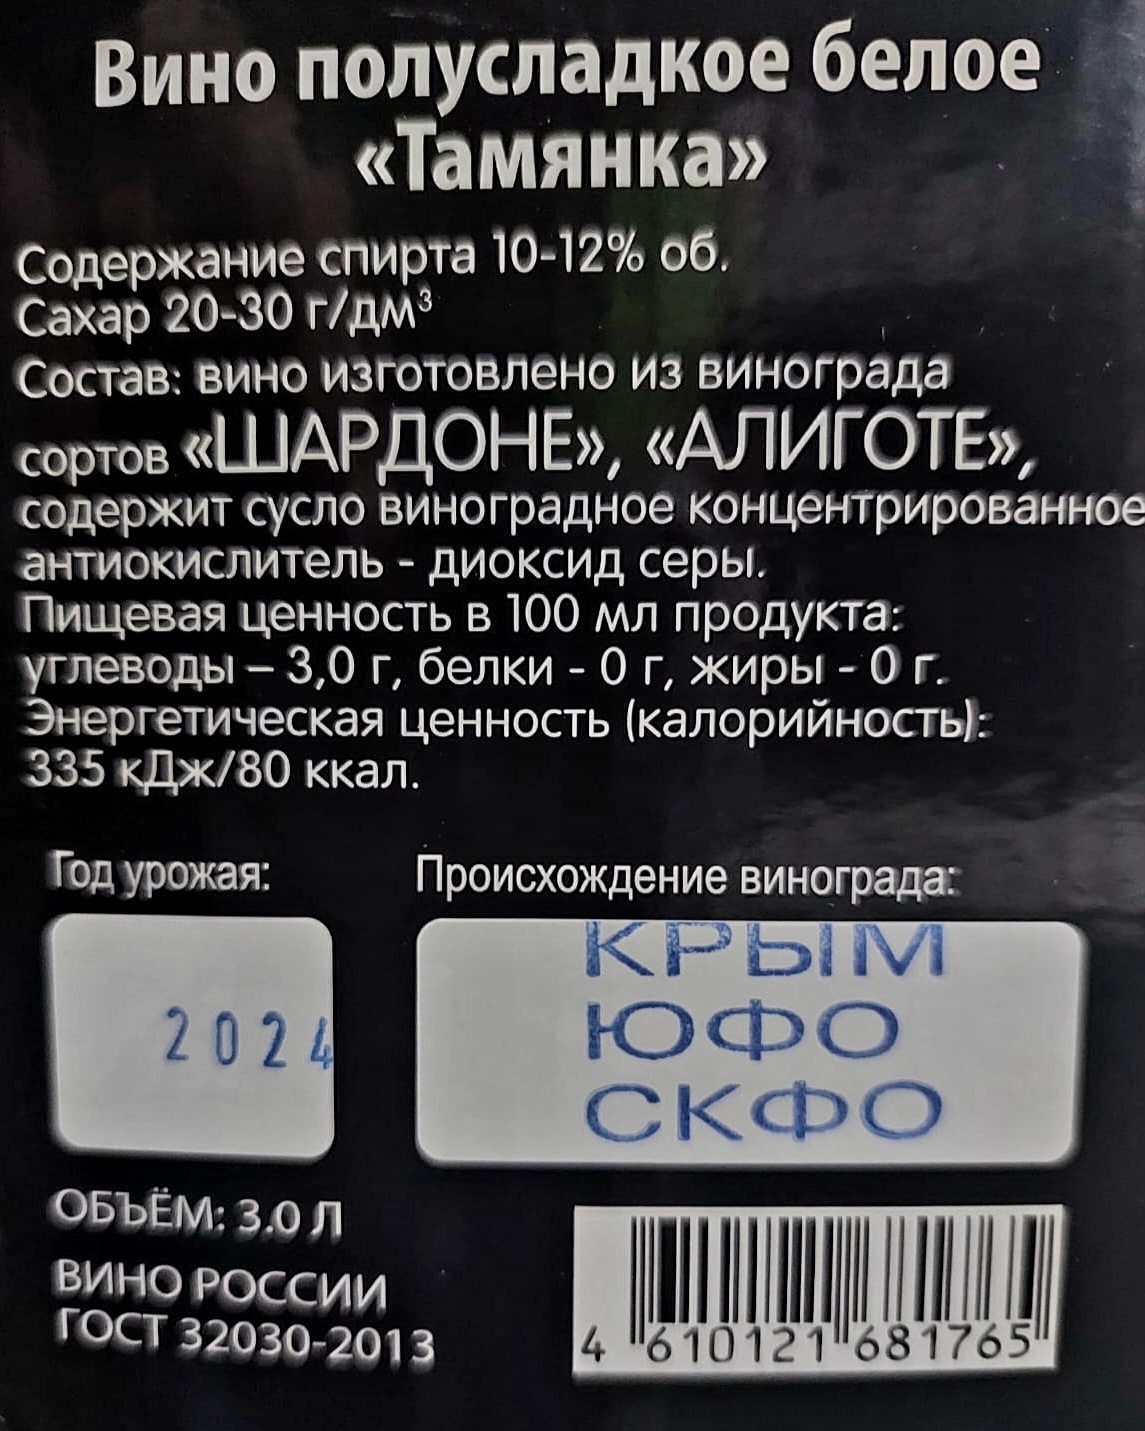 Вино полусладкое белое
«Тамянка»
Содержание спирта 10-12% об.
Сахар 20-30 г/дм³
Состав: вино изготовлено из винограда
сортов «ШАРДОНЕ», «АЛИГОТЕ»,
содержит сусло виноградное концентрированное
антиокислитель - диоксид серы.
Пищевая ценность в 100 мл продукта:
углеводы – 3,0 г, белки - 0 г, жиры - 0 г.
Энергетическая ценность (калорийность):
335 кДж/80 ккал.
Год урожая:
Происхождение винограда:
2024
КРЫМ
ЮФО
СКФО
ОБЪЁМ: 3.0 Л
ВИНО РОССИИ
ГОСТ 32030-2013
4 610121 681765